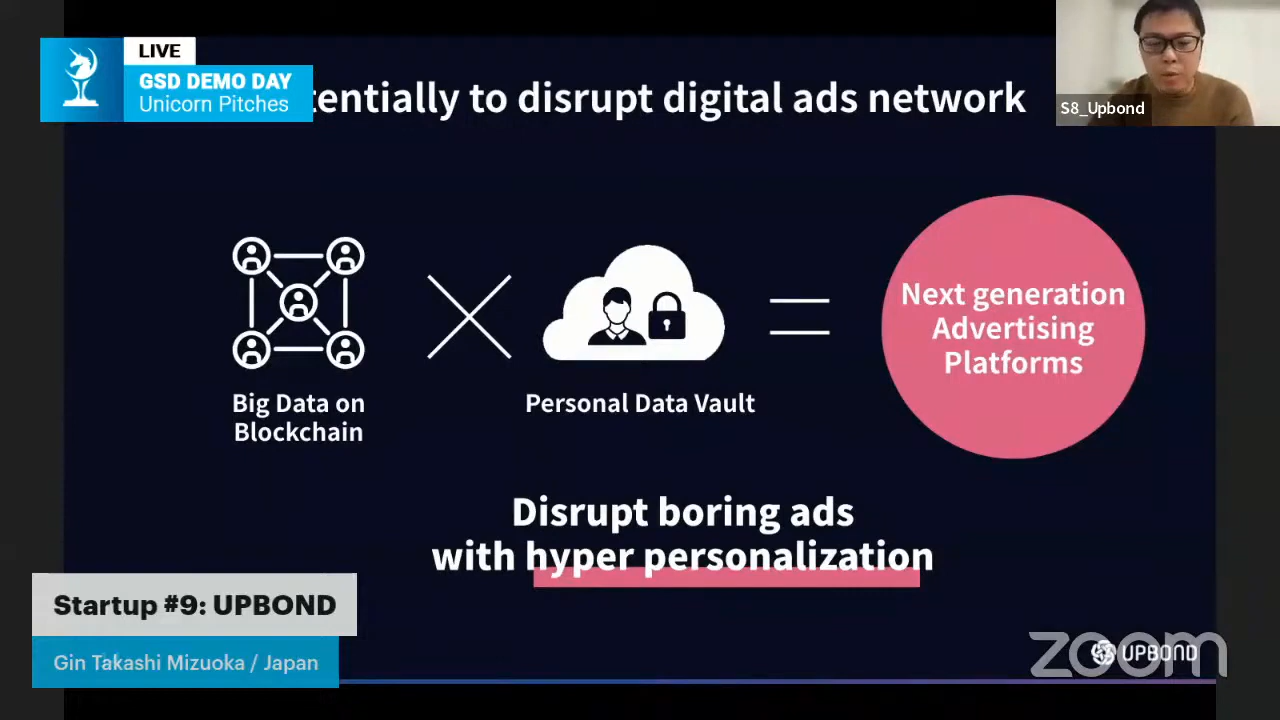 LIVE
GSD DEMO DAY
Unicorn Pitches
tentially to disrupt digital ads network
S8_Upbond
Big Data on
Blockchain
Personal Data Vault
Next generation
Advertising
Platforms
Disrupt boring ads
with hyper personalization
Startup #9: UPBOND
Gin Takashi Mizuoka / Japan
UPBOND
zoom